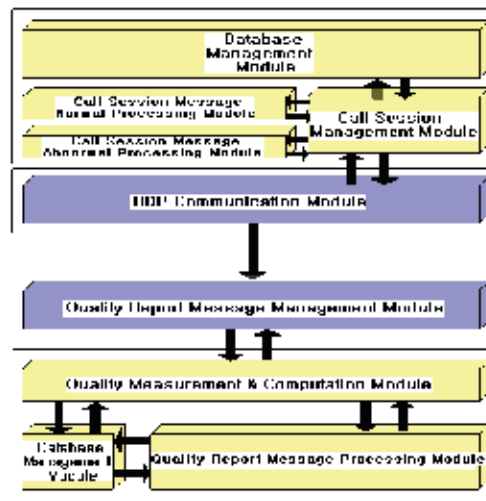 Database
Management
Module
Call Session Message
Normal Processing Module
Call Session
Management Module
Call Session Message
Abnormal Processing Module
UDP Communication Module
Quality Report Message Management Module
Quality Measurement & Computation Module
Database
Management
Module
Quality Report Message Processing Module